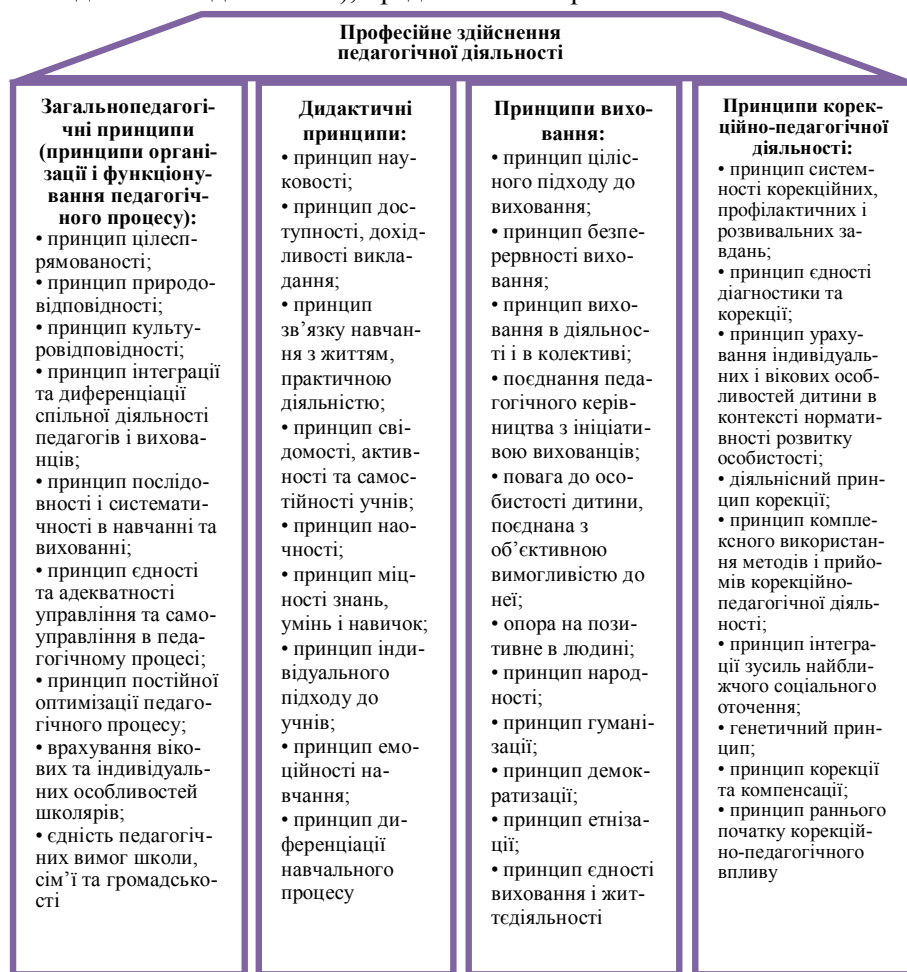 Професійне здійснення
педагогічної діяльності
Загальнопедагогі-
чні принципи
(принципи органі-
зації і функціону-
вання педагогіч-
ного процесу):
• принцип цілесп-
рямованості;
• принцип природо-
відповідності;
• принцип культу-
ровідповідності;
• принцип інтеграції
та диференціації
спільної діяльності
педагогів і вихова-
нців;
• принцип послідо-
вності і системати-
чності в навчанні та
вихованні;
• принцип єдності
та адекватності
управління та само-
управління в педа-
гогічному процесі;
• принцип постійної
оптимізації педаго-
гічного процесу;
• врахування віко-
вих та індивідуаль-
них особливостей
школярів;
• єдність педагогіч-
них вимог школи,
сім’ї та громадсько-
сті
Дидактичні
принципи:
• принцип нау-
ковості;
• принцип дос-
тупності, дохід-
ливості викла-
дання;
• принцип
зв’язку навчан-
ня з життям,
практичною
діяльністю;
• принцип сві-
домості, актив-
ності та самос-
тійності учнів;
• принцип нао-
чності;
• принцип міц-
ності знань,
умінь і навичок;
• принцип інди-
відуального
підходу до
учнів;
• принцип емо-
ційності на-
вчання;
• принцип ди-
ференціації
навчального
процесу
Принципи вихо-
вання:
• принцип цілі-
сного підходу до
виховання;
• принцип безпе-
рервності вихо-
вання;
• принцип вихо-
вання в діяльнос-
ті і в колективі;
• поєднання педа-
гогічного керів-
ництва з ініціати-
вою вихованців;
• повага до осо-
бистості дитини,
поєднана з
об’єктивною
вимогливістю до
неї;
• опора на пози-
тивне в людині;
• принцип народ-
ності;
• принцип гумані-
зації;
• принцип демок-
ратизації;
• принцип етніза-
ції;
• принцип єдності
виховання і жит-
тєдіяльності
Принципи корек-
ційно-педагогічної
діяльності:
• принцип систем-
ності корекційних,
профілактичних і
розвивальних за-
вдань;
• принцип єдності
діагностики та
корекції;
• принцип ураху-
вання індивідуаль-
них і вікових особ-
ливостей дитини в
контексті нормати-
вності розвитку
особистості;
• діяльнісний прин-
цип корекції;
• принцип компле-
ксного використан-
ня методів і прийо-
мів корекційно-
педагогічної діяль-
ності;
• принцип інтегра-
ції зусиль найбли-
жчого соціального
оточення;
• генетичний прин-
цип;
• принцип корекції
та компенсації;
• принцип раннього
початку корекцій-
но-педагогічного
впливу